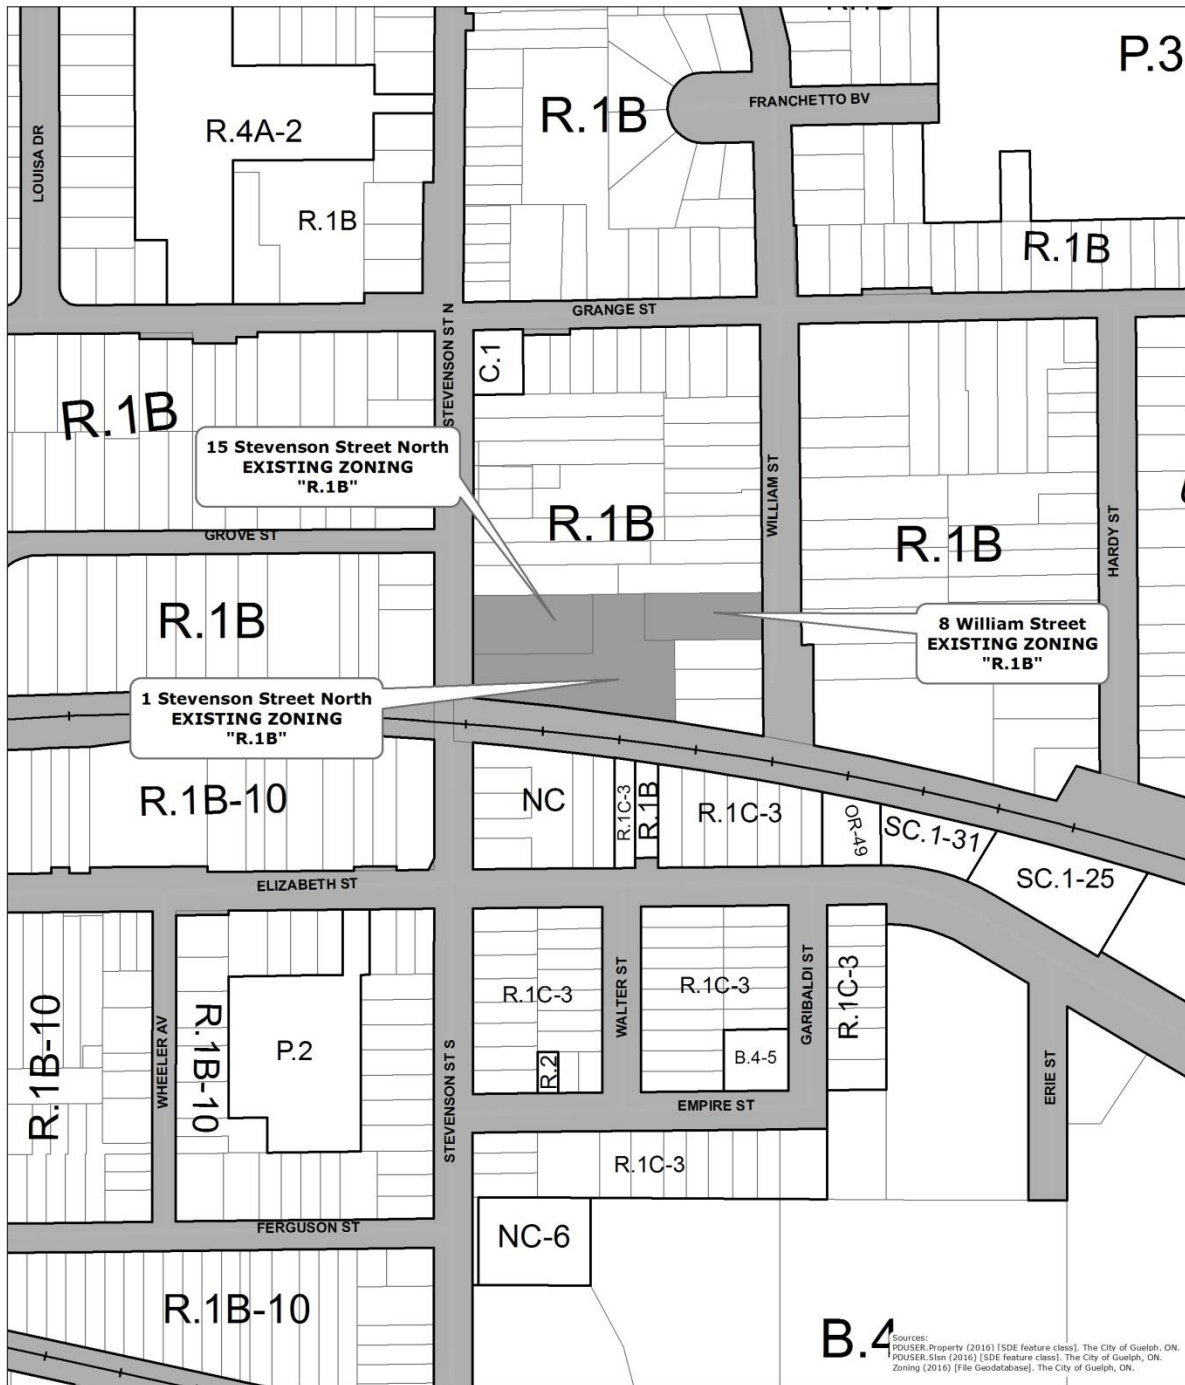 P.3
R.1B
FRANCHETTO BV
R.4A-2
LOUISA DR
R.1B
R.1B
GRANGE ST
STEVENSON ST N
C.1
R.1B
15 Stevenson Street North
EXISTING ZONING
"R.1B"
WILLIAM ST
R.1B
R.1B
HARDY ST
GROVE ST
R.1B
8 William Street
EXISTING ZONING
"R.1B"
1 Stevenson Street North
EXISTING ZONING
"R.1B"
R.1B-10
NC
R.1C-3
R.1B
R.1C-3
OR-49
SC.1-31
SC.1-25
ELIZABETH ST
R.1B-10
WHEELER AV
R.1B-10
P.2
STEVENSON ST S
R.1C-3
R.2
WALTER ST
R.1C-3
B.4-5
GARIBALDI ST
R.1C-3
ERIE ST
EMPIRE ST
R.1C-3
FERGUSON ST
NC-6
R.1B-10
B.4
Sources:
PDUSER.Property (2016) [SDE feature class]. The City of Guelph, ON.
PDUSER.Slsn (2016) [SDE feature class]. The City of Guelph, ON.
Zoning (2016) [File Geodatabase]. The City of Guelph, ON.